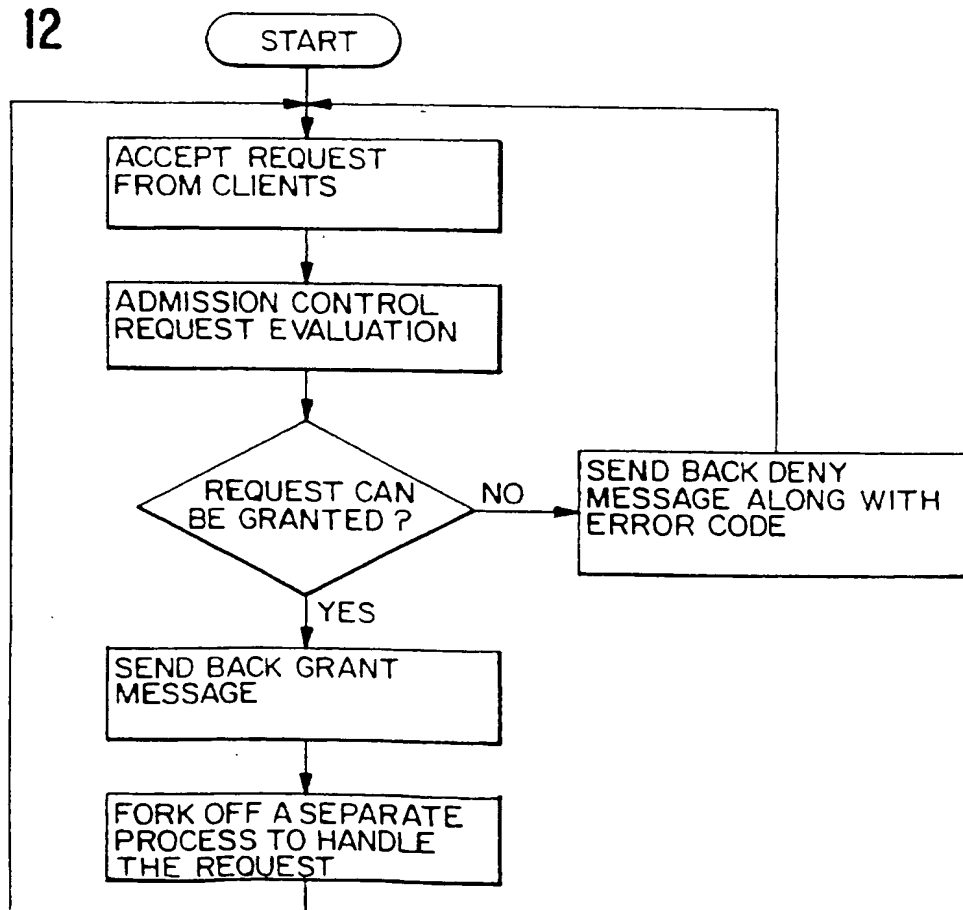 12
START
ACCEPT REQUEST
FROM CLIENTS
ADMISSION CONTROL
REQUEST EVALUATION
REQUEST CAN
BE GRANTED?
NO
SEND BACK DENY
MESSAGE ALONG WITH
ERROR CODE
YES
SEND BACK GRANT
MESSAGE
FORK OFF A SEPARATE
PROCESS TO HANDLE
THE REQUEST